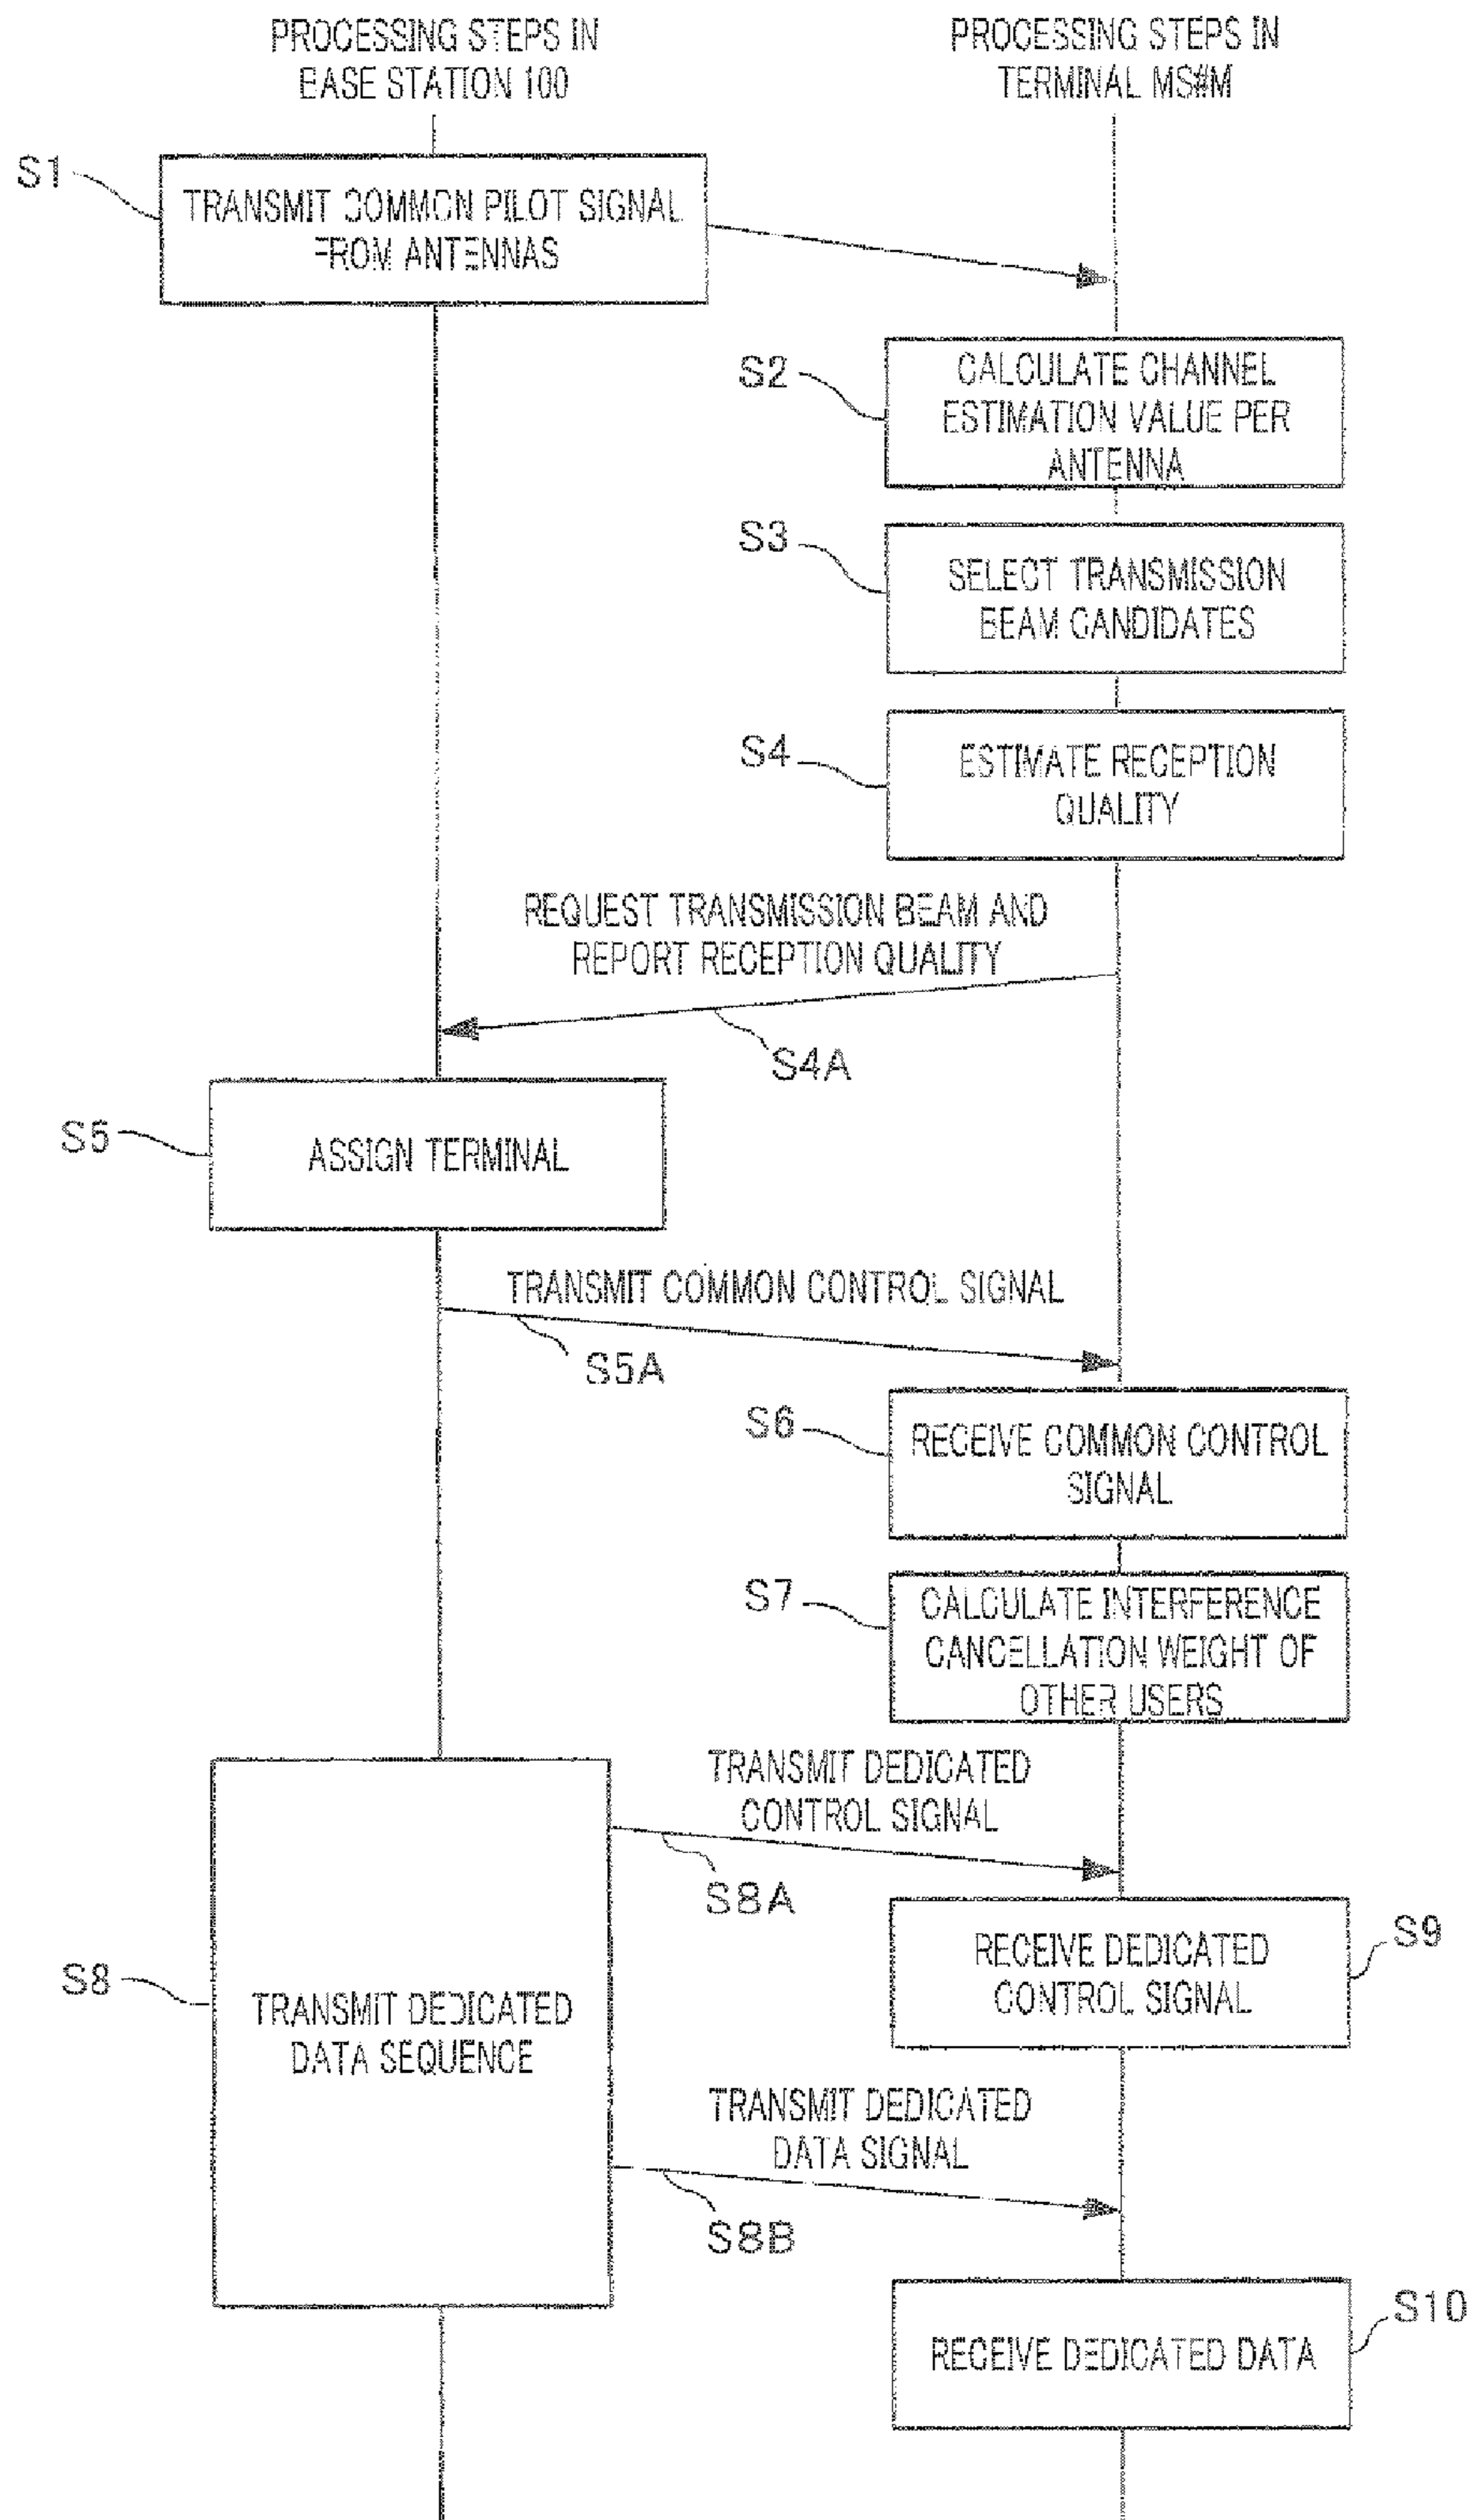 PROCESSING STEPS IN
BASE STATION 100
PROCESSING STEPS IN
TERMINAL MS#M
S1
TRANSMIT COMMON PILOT SIGNAL
FROM ANTENNAS
S2
CALCULATE CHANNEL
ESTIMATION VALUE PER
ANTENNA
S3
SELECT TRANSMISSION
BEAM CANDIDATES
S4
ESTIMATE RECEPTION
QUALITY
REQUEST TRANSMISSION BEAM AND
REPORT RECEPTION QUALITY
S4A
S5
ASSIGN TERMINAL
TRANSMIT COMMON CONTROL SIGNAL
S5A
S6
RECEIVE COMMON CONTROL
SIGNAL
S7
CALCULATE INTERFERENCE
CANCELLATION WEIGHT OF
OTHER USERS
TRANSMIT DEDICATED
CONTROL SIGNAL
S8A
S9
RECEIVE DEDICATED
CONTROL SIGNAL
S8
TRANSMIT DEDICATED
DATA SEQUENCE
TRANSMIT DEDICATED
DATA SIGNAL
S8B
S10
RECEIVE DEDICATED DATA